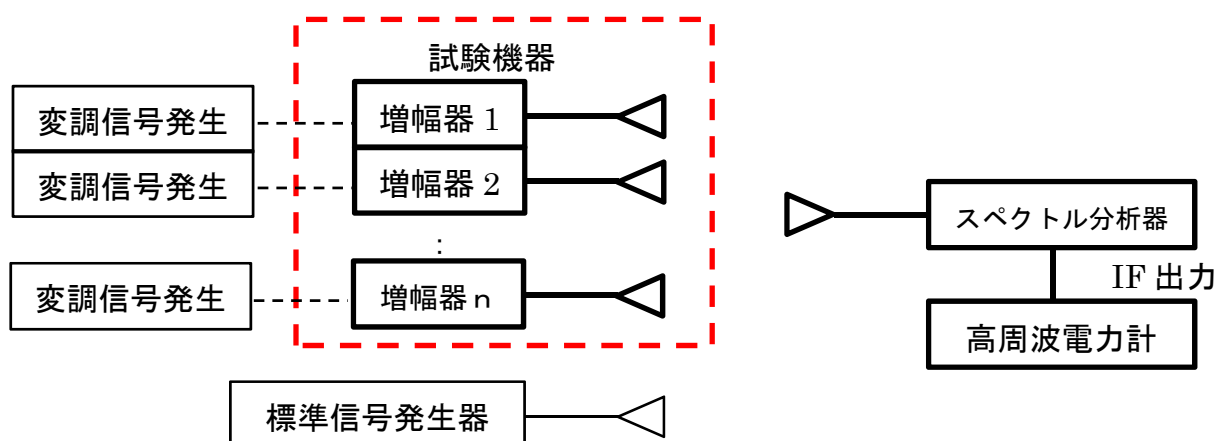 試験機器
変調信号発生
増幅器 1
変調信号発生
増幅器 2
スペクトル分析器
:
変調信号発生
増幅器 n
IF 出力
高周波電力計
標準信号発生器